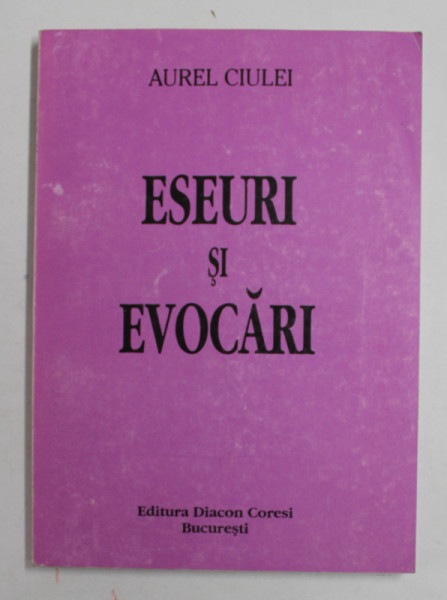 AUREL CIULEI
ESEURI
ŞI
EVOCĂRI
Editura Diacon Coresi
Bucureşti